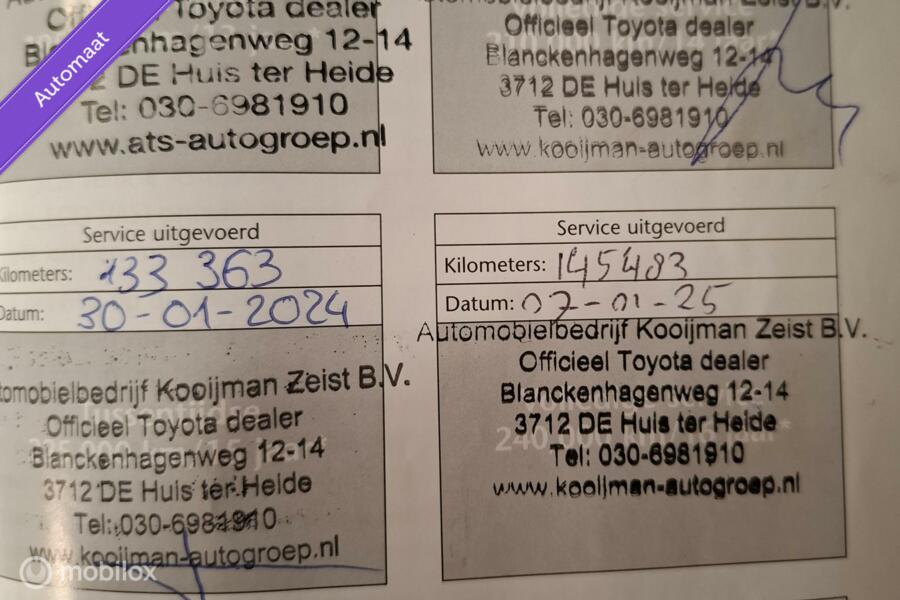 Automaat
Toyota dealer
Blanckenhagenweg 12-14
2 DE Huis ter Heide
Tel: 030-6981910
www.ats-autogroep.nl
Officieel Toyota dealer
Blanckenhagenweg 12-14
3712 DE Huis ter Heide
Tel: 030-6981910
www.kooijman-autogroep.nl
Service uitgevoerd
Kilometers: 133 363
Datum: 30-01-2024
tomobielbedrijf Kooijman Zeist B.V.
Officieel Toyota dealer
Blanckenhagenweg 12-14
3712 DE Huis ter Heide
Tel: 030-6981910
www.kooijman-autogroep.nl
Service uitgevoerd
Kilometers: 145483
Datum: 07-01-25
Automobielbedrijf Kooijman Zeist B.V.
Officieel Toyota dealer
Blanckenhagenweg 12-14
3712 DE Huis ter Heide
240.000
Tel: 030-6981910
www.kooijman-autogroep.nl
mobilox